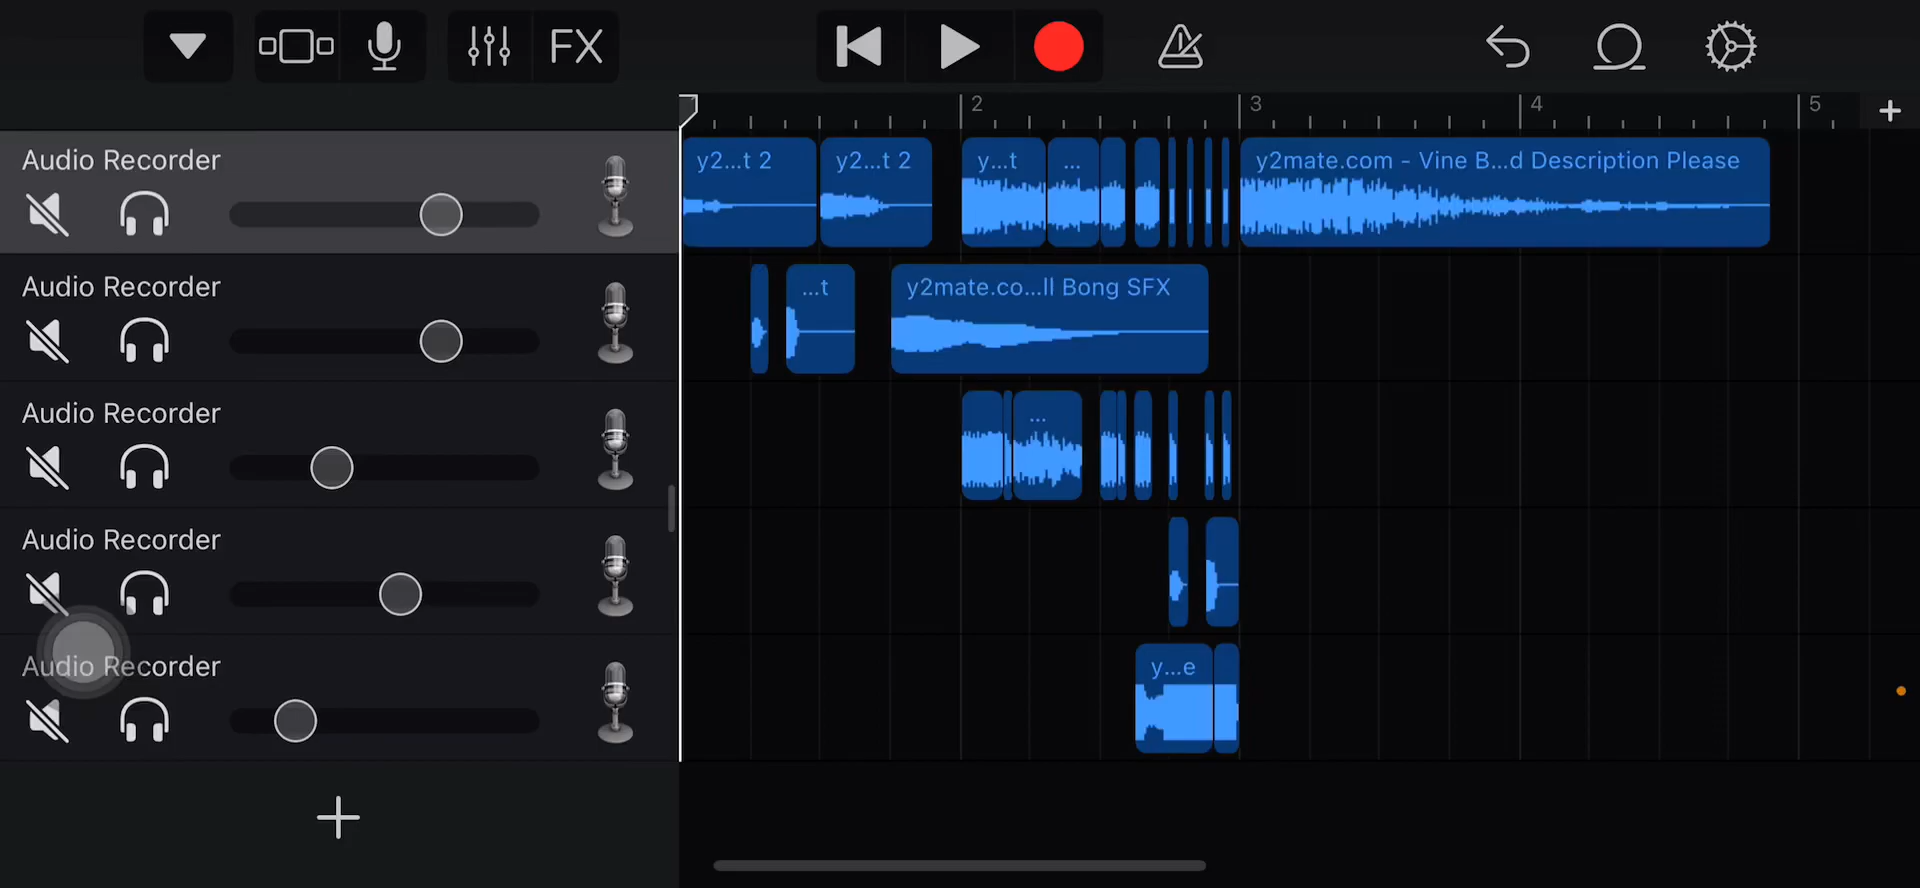 FX
2
3
4
5
Audio Recorder
y2...t 2
y2...t 2
y...t
...
y2mate.com - Vine B...d Description Please
Audio Recorder
...t
y2mate.co...ll Bong SFX
Audio Recorder
...
Audio Recorder
Audio Recorder
y...e